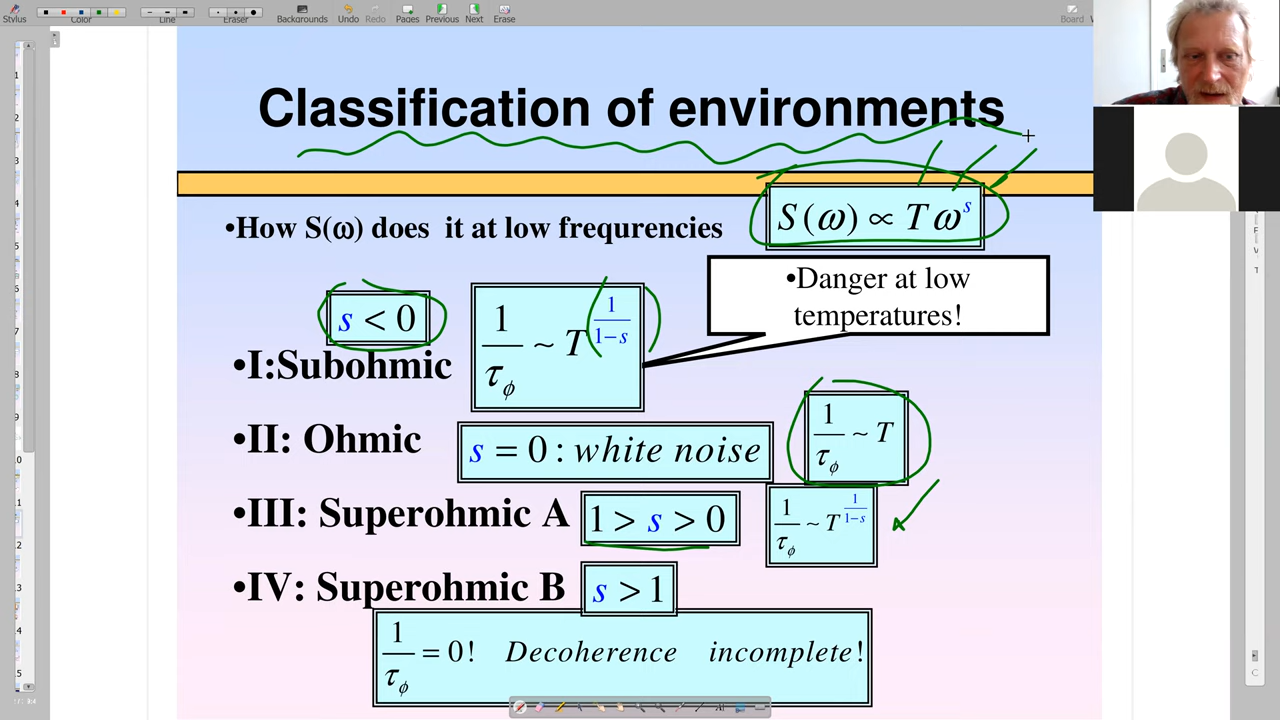 Stylus Color Line Eraser Backgrounds Undo Redo Pages Previous Next Erase Board
Classification of environments
•How S(ω) does it at low frequrencies
S(ω) ∝ Tω^s
•Danger at low
temperatures!
s < 0
1/τ_ϕ ~ T^(1/(1−s))
•I:Subohmic
•II: Ohmic
s = 0 : white noise
1/τ_ϕ ~ T
•III: Superohmic A
1 > s > 0
1/τ_ϕ ~ T^(1/(1−s))
•IV: Superohmic B
s > 1
1/τ_ϕ = 0! Decoherence incomplete!